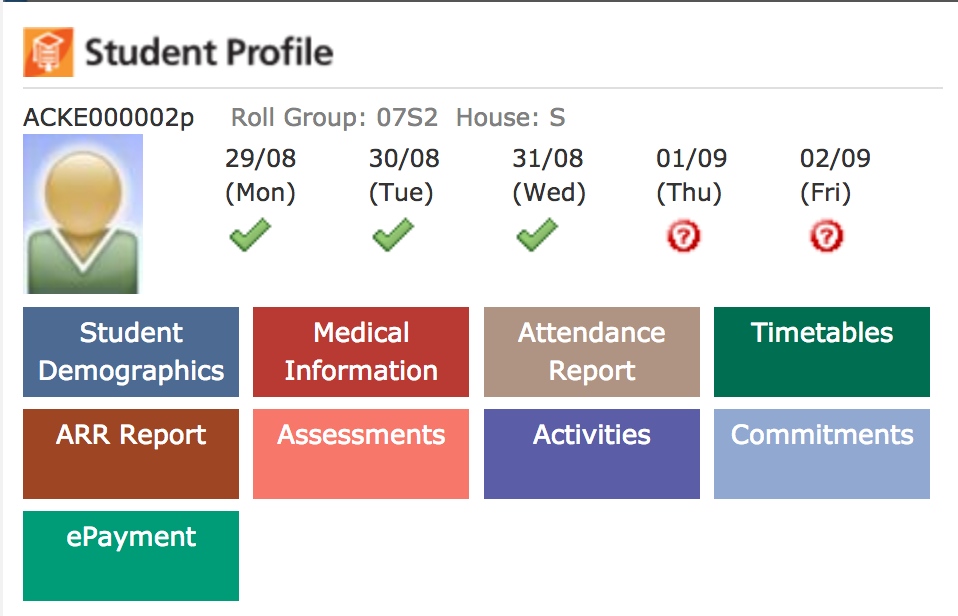 Student Profile
ACKE000002p Roll Group: 07S2 House: S
29/08 30/08 31/08 01/09 02/09
(Mon) (Tue) (Wed) (Thu) (Fri)
? ?
Student Medical Attendance Timetables
Demographics Information Report
ARR Report Assessments Activities Commitments
ePayment